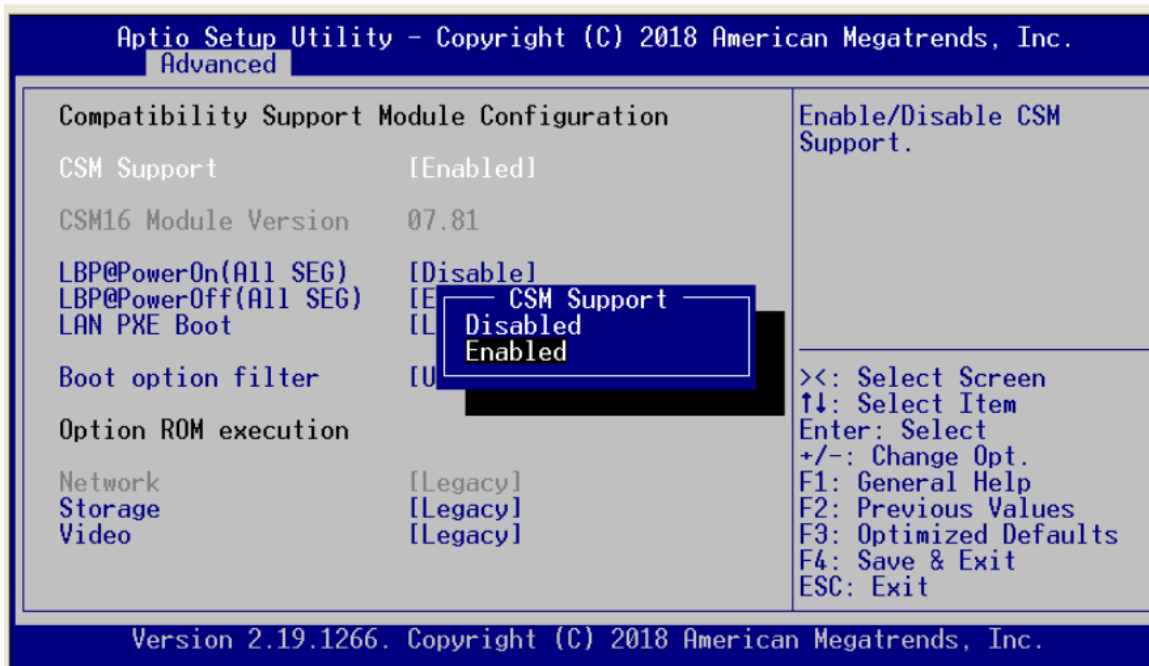 Aptio Setup Utility – Copyright (C) 2018 American Megatrends, Inc.
Advanced
Compatibility Support Module Configuration
CSM Support [Enabled]
CSM16 Module Version 07.81
LBP@PowerOn(All SEG) [Disable]
LBP@PowerOff(All SEG) [E
LAN PXE Boot [L
Boot option filter [U
Option ROM execution
Network [Legacy]
Storage [Legacy]
Video [Legacy]
CSM Support
Disabled
Enabled
Enable/Disable CSM
Support.
><: Select Screen
↑↓: Select Item
Enter: Select
+/-: Change Opt.
F1: General Help
F2: Previous Values
F3: Optimized Defaults
F4: Save & Exit
ESC: Exit
Version 2.19.1266. Copyright (C) 2018 American Megatrends, Inc.